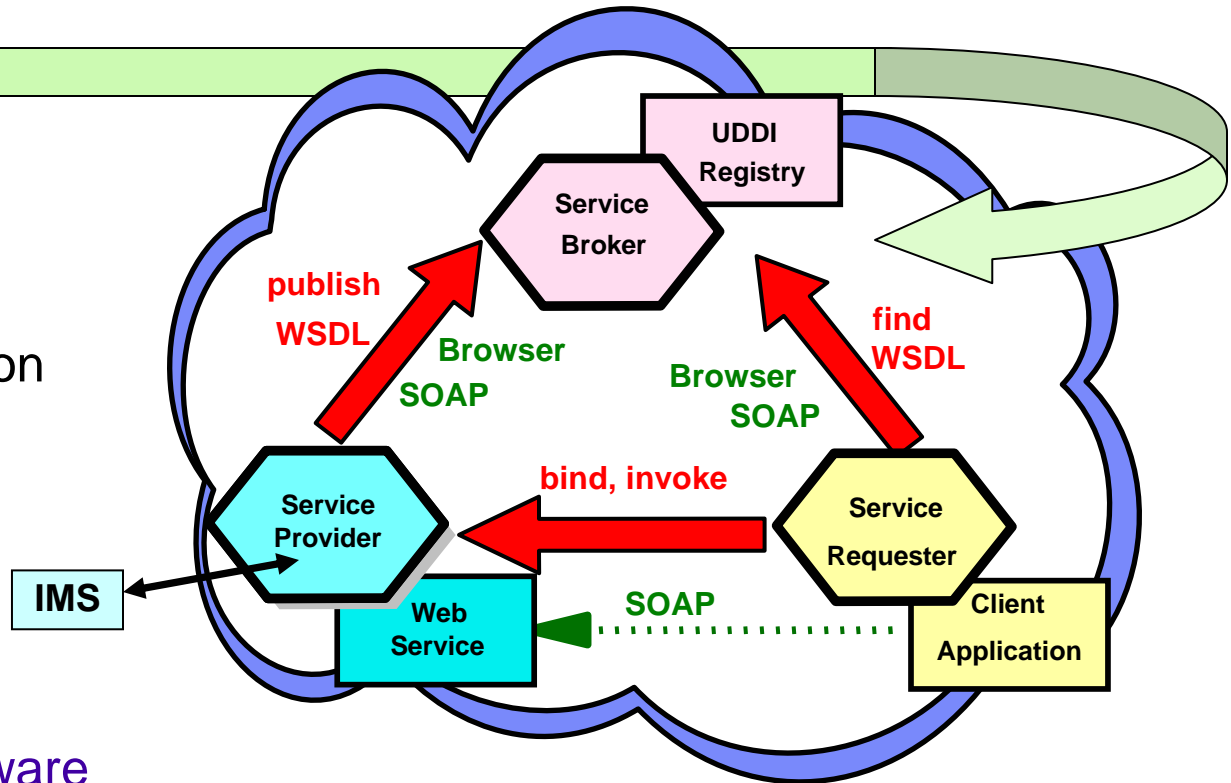 UDDI
Registry
Service
Broker
publish
WSDL
Browser
SOAP
find
WSDL
Browser
SOAP
on
bind, invoke
Service
Provider
Service
Requester
IMS
Web
Service
SOAP
Client
Application
ware